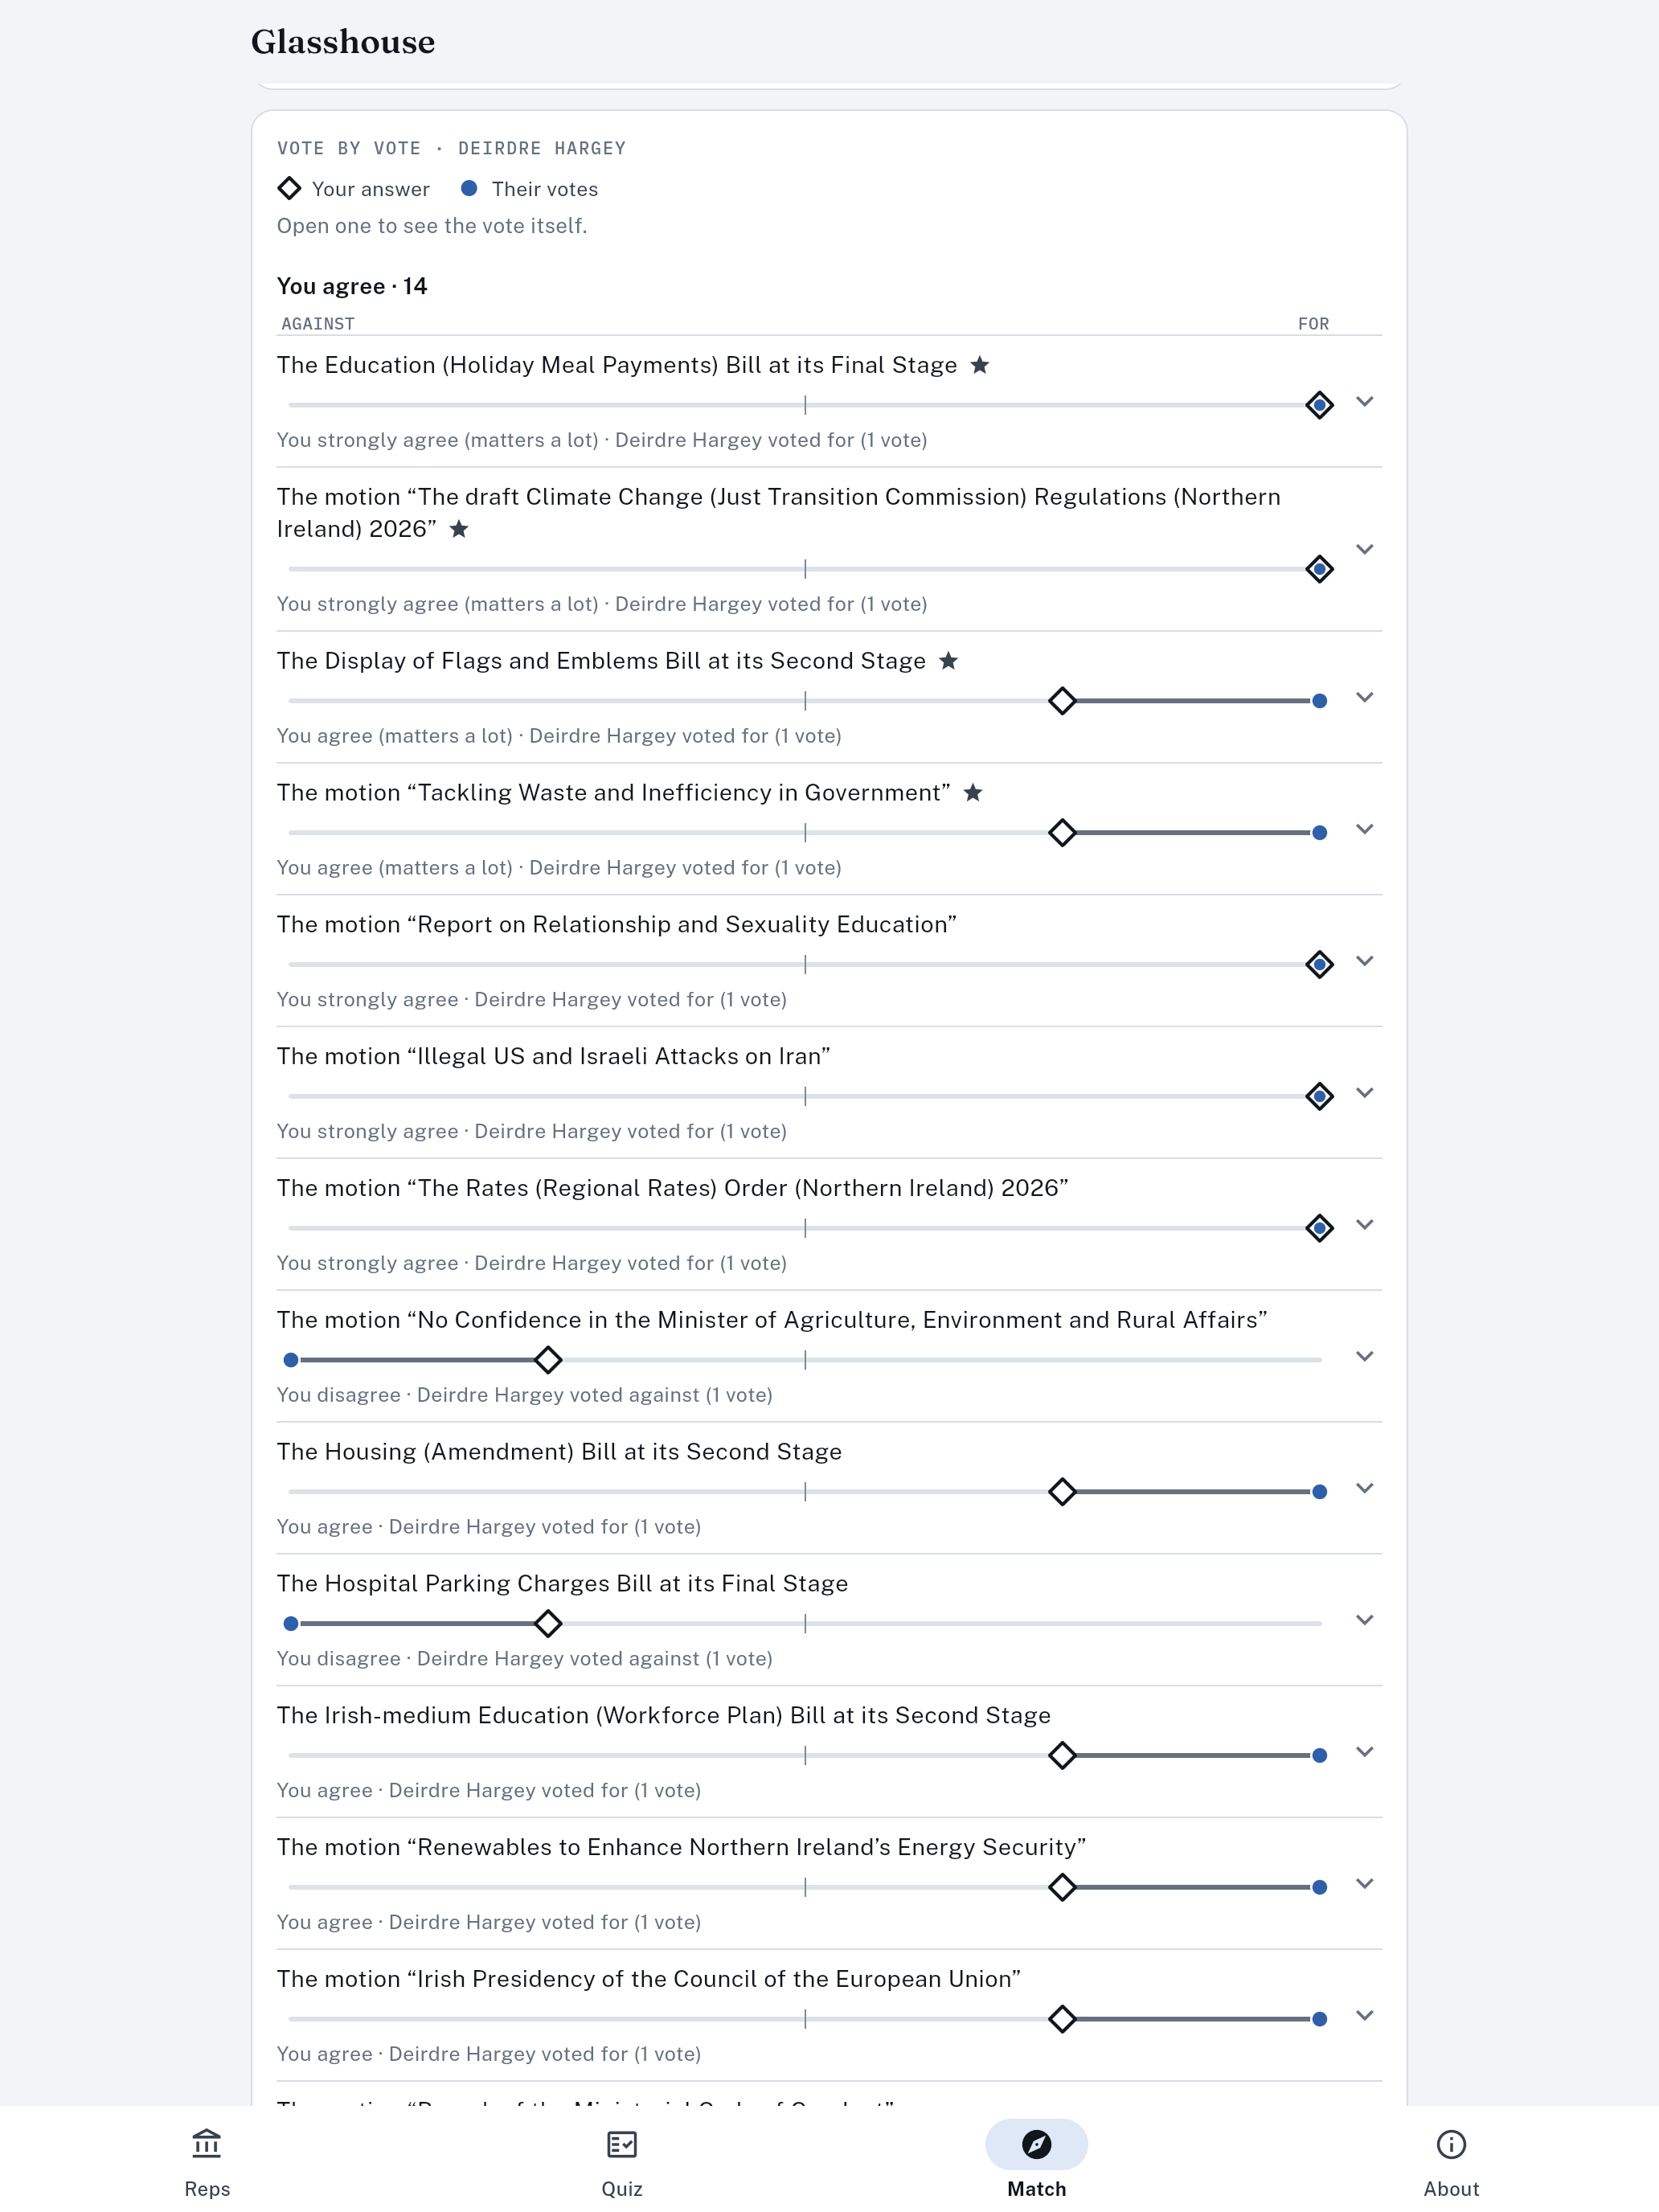 Glasshouse
VOTE BY VOTE · DEIRDRE HARGEY
Your answer Their votes
Open one to see the vote itself.
You agree · 14
AGAINST FOR
The Education (Holiday Meal Payments) Bill at its Final Stage ★
You strongly agree (matters a lot) · Deirdre Hargey voted for (1 vote)
The motion “The draft Climate Change (Just Transition Commission) Regulations (Northern
Ireland) 2026” ★
You strongly agree (matters a lot) · Deirdre Hargey voted for (1 vote)
The Display of Flags and Emblems Bill at its Second Stage ★
You agree (matters a lot) · Deirdre Hargey voted for (1 vote)
The motion “Tackling Waste and Inefficiency in Government” ★
You agree (matters a lot) · Deirdre Hargey voted for (1 vote)
The motion “Report on Relationship and Sexuality Education”
You strongly agree · Deirdre Hargey voted for (1 vote)
The motion “Illegal US and Israeli Attacks on Iran”
You strongly agree · Deirdre Hargey voted for (1 vote)
The motion “The Rates (Regional Rates) Order (Northern Ireland) 2026”
You strongly agree · Deirdre Hargey voted for (1 vote)
The motion “No Confidence in the Minister of Agriculture, Environment and Rural Affairs”
You disagree · Deirdre Hargey voted against (1 vote)
The Housing (Amendment) Bill at its Second Stage
You agree · Deirdre Hargey voted for (1 vote)
The Hospital Parking Charges Bill at its Final Stage
You disagree · Deirdre Hargey voted against (1 vote)
The Irish-medium Education (Workforce Plan) Bill at its Second Stage
You agree · Deirdre Hargey voted for (1 vote)
The motion “Renewables to Enhance Northern Ireland’s Energy Security”
You agree · Deirdre Hargey voted for (1 vote)
The motion “Irish Presidency of the Council of the European Union”
You agree · Deirdre Hargey voted for (1 vote)
Reps Quiz Match About